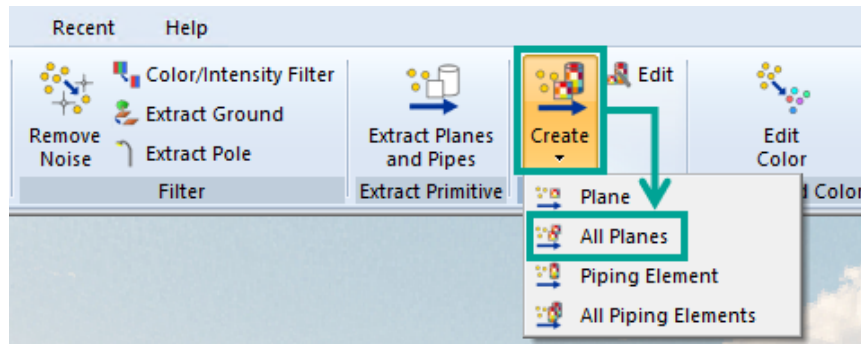 Recent Help
Color/Intensity Filter
Extract Ground
Extract Pole
Remove
Noise
Filter
Extract Planes
and Pipes
Extract Primitive
Create
Edit
Edit
Color
Color
Plane
All Planes
Piping Element
All Piping Elements